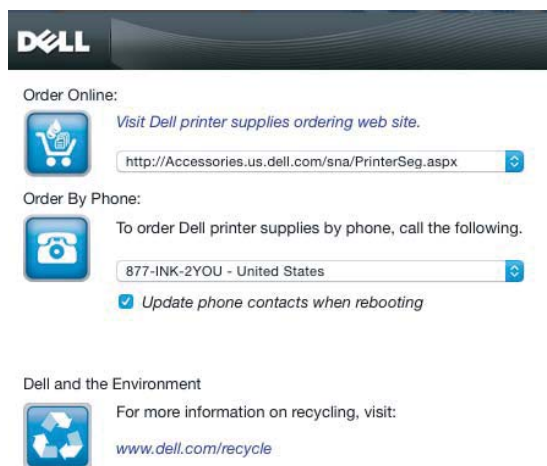 DELL
Order Online:
Visit Dell printer supplies ordering web site.
http://Accessories.us.dell.com/sna/PrinterSeg.aspx
Order By Phone:
To order Dell printer supplies by phone, call the following.
877-INK-2YOU - United States
Update phone contacts when rebooting
Dell and the Environment
For more information on recycling, visit:
www.dell.com/recycle